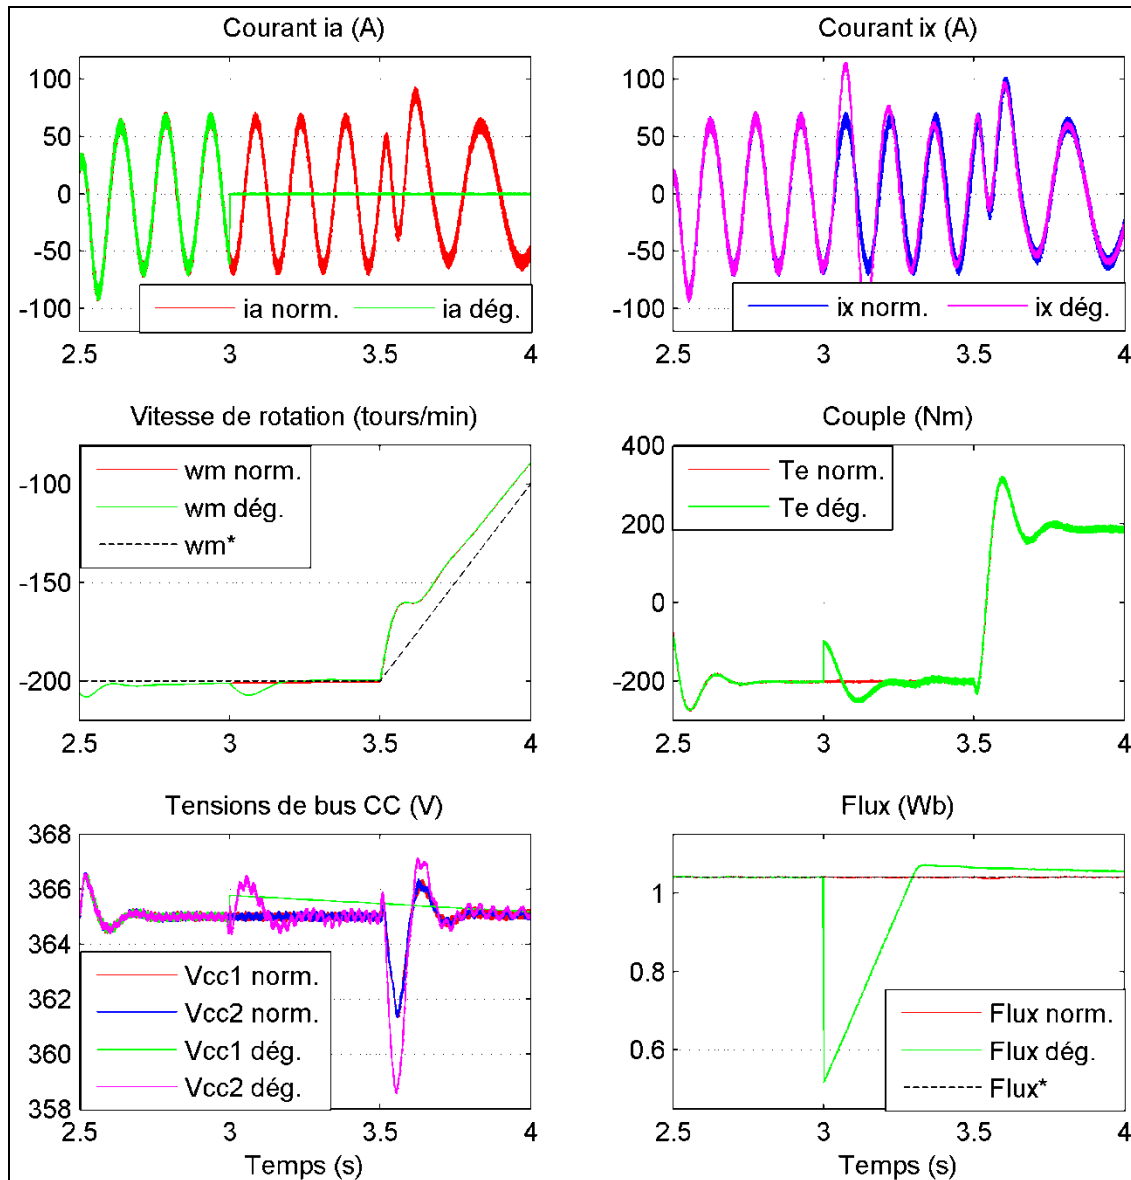 Courant ia (A)
100
50
0
-50
-100
ia norm.
ia dég.
2.5
3
3.5
4
Courant ix (A)
100
50
0
-50
-100
ix norm.
ix dég.
2.5
3
3.5
4
Vitesse de rotation (tours/min)
wm norm.
wm dég.
wm*
-100
-150
-200
2.5
3
3.5
4
Couple (Nm)
Te norm.
Te dég.
400
200
0
-200
2.5
3
3.5
4
Tensions de bus CC (V)
368
366
364
362
360
358
Vcc1 norm.
Vcc2 norm.
Vcc1 dég.
Vcc2 dég.
2.5
3
3.5
4
Temps (s)
Flux (Wb)
1
0.8
0.6
Flux norm.
Flux dég.
Flux*
2.5
3
3.5
4
Temps (s)